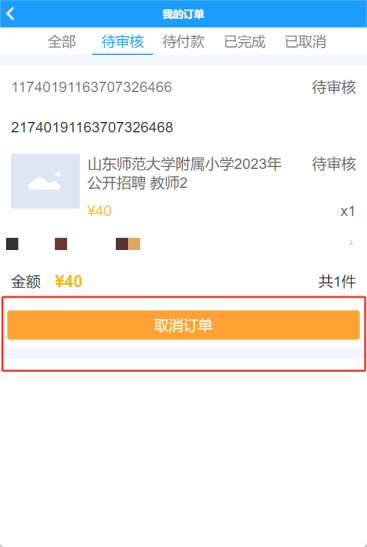 我的订单
全部 待审核 待付款 已完成 已取消
11740191163707326466 待审核
21740191163707326468
山东师范大学附属小学2023年 待审核
公开招聘 教师2
¥40 x1
金额 ¥40 共1件
取消订单